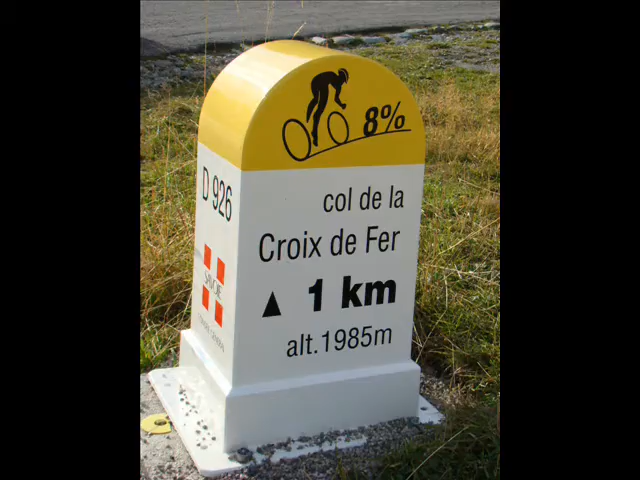 8%
col de la
Croix de Fer
▲ 1 km
alt.1985m
D 926
SAVOIE